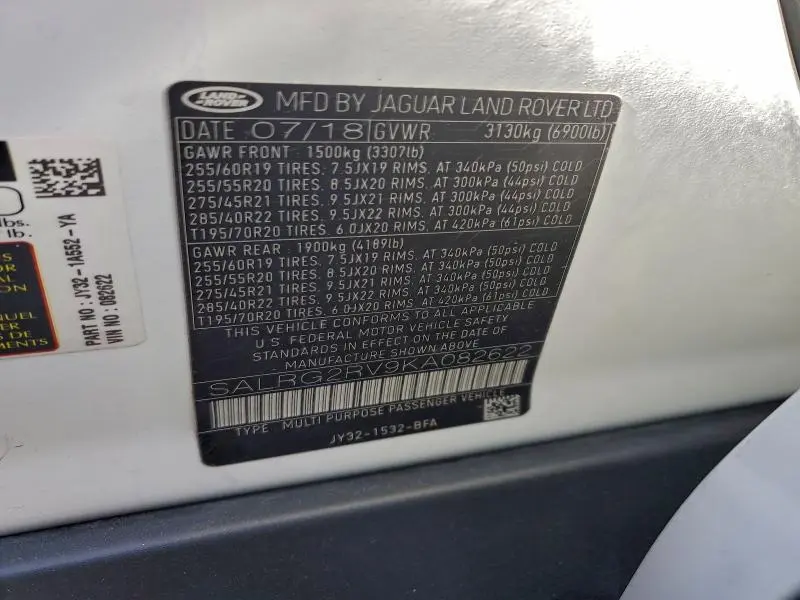 LAND ROVER MFD BY JAGUAR LAND ROVER LTD
DATE 07/18 GVWR 3130kg (6900lb)
GAWR FRONT 1500kg (3307lb)
255/60R19 TIRES. 7.5JX19 RIMS. AT 340kPa (50psi) COLD
255/55R20 TIRES. 8.5JX20 RIMS. AT 300kPa (44psi) COLD
275/45R21 TIRES. 9.5JX21 RIMS. AT 300kPa (44psi) COLD
285/40R22 TIRES. 9.5JX22 RIMS. AT 300kPa (44psi) COLD
T195/70R20 TIRES. 6.0JX20 RIMS. AT 420kPa (61psi) COLD
GAWR REAR 1900kg (4189lb)
255/60R19 TIRES. 7.5JX19 RIMS. AT 340kPa (50psi) COLD
255/55R20 TIRES. 8.5JX20 RIMS. AT 340kPa (50psi) COLD
275/45R21 TIRES. 9.5JX21 RIMS. AT 340kPa (50psi) COLD
285/40R22 TIRES. 9.5JX22 RIMS. AT 340kPa (50psi) COLD
T195/70R20 TIRES. 6.0JX20 RIMS. AT 420kPa (61psi) COLD
THIS VEHICLE CONFORMS TO ALL APPLICABLE
U.S. FEDERAL MOTOR VEHICLE SAFETY
STANDARDS IN EFFECT ON THE DATE OF
MANUFACTURE SHOWN ABOVE
SALRG2RV9KA082622
TYPE MULTI PURPOSE PASSENGER VEHICLE
JY32-1532-BFA
PART NO : JY32-1A552-YA
VIN NO : 082622
lbs.
lb.